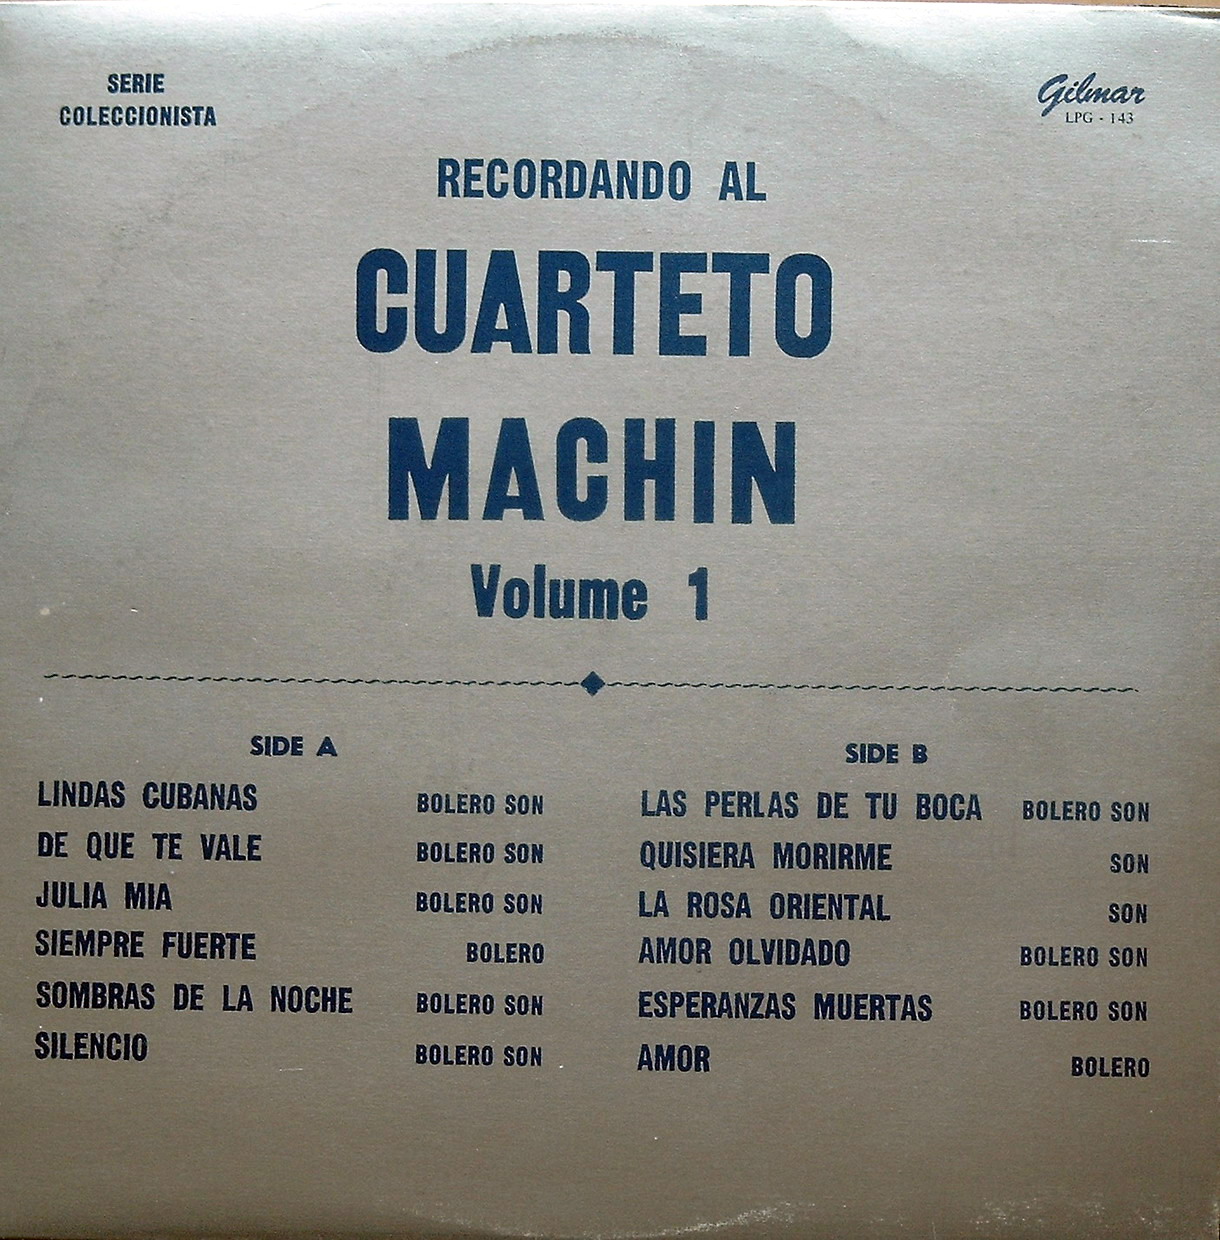 SERIE
COLECCIONISTA
Gilmar
LPG - 143
RECORDANDO AL
CUARTETO
MACHIN
Volume 1
SIDE A
LINDAS CUBANAS BOLERO SON
DE QUE TE VALE BOLERO SON
JULIA MIA BOLERO SON
SIEMPRE FUERTE BOLERO
SOMBRAS DE LA NOCHE BOLERO SON
SILENCIO BOLERO SON
SIDE B
LAS PERLAS DE TU BOCA BOLERO SON
QUISIERA MORIRME SON
LA ROSA ORIENTAL SON
AMOR OLVIDADO BOLERO SON
ESPERANZAS MUERTAS BOLERO SON
AMOR BOLERO